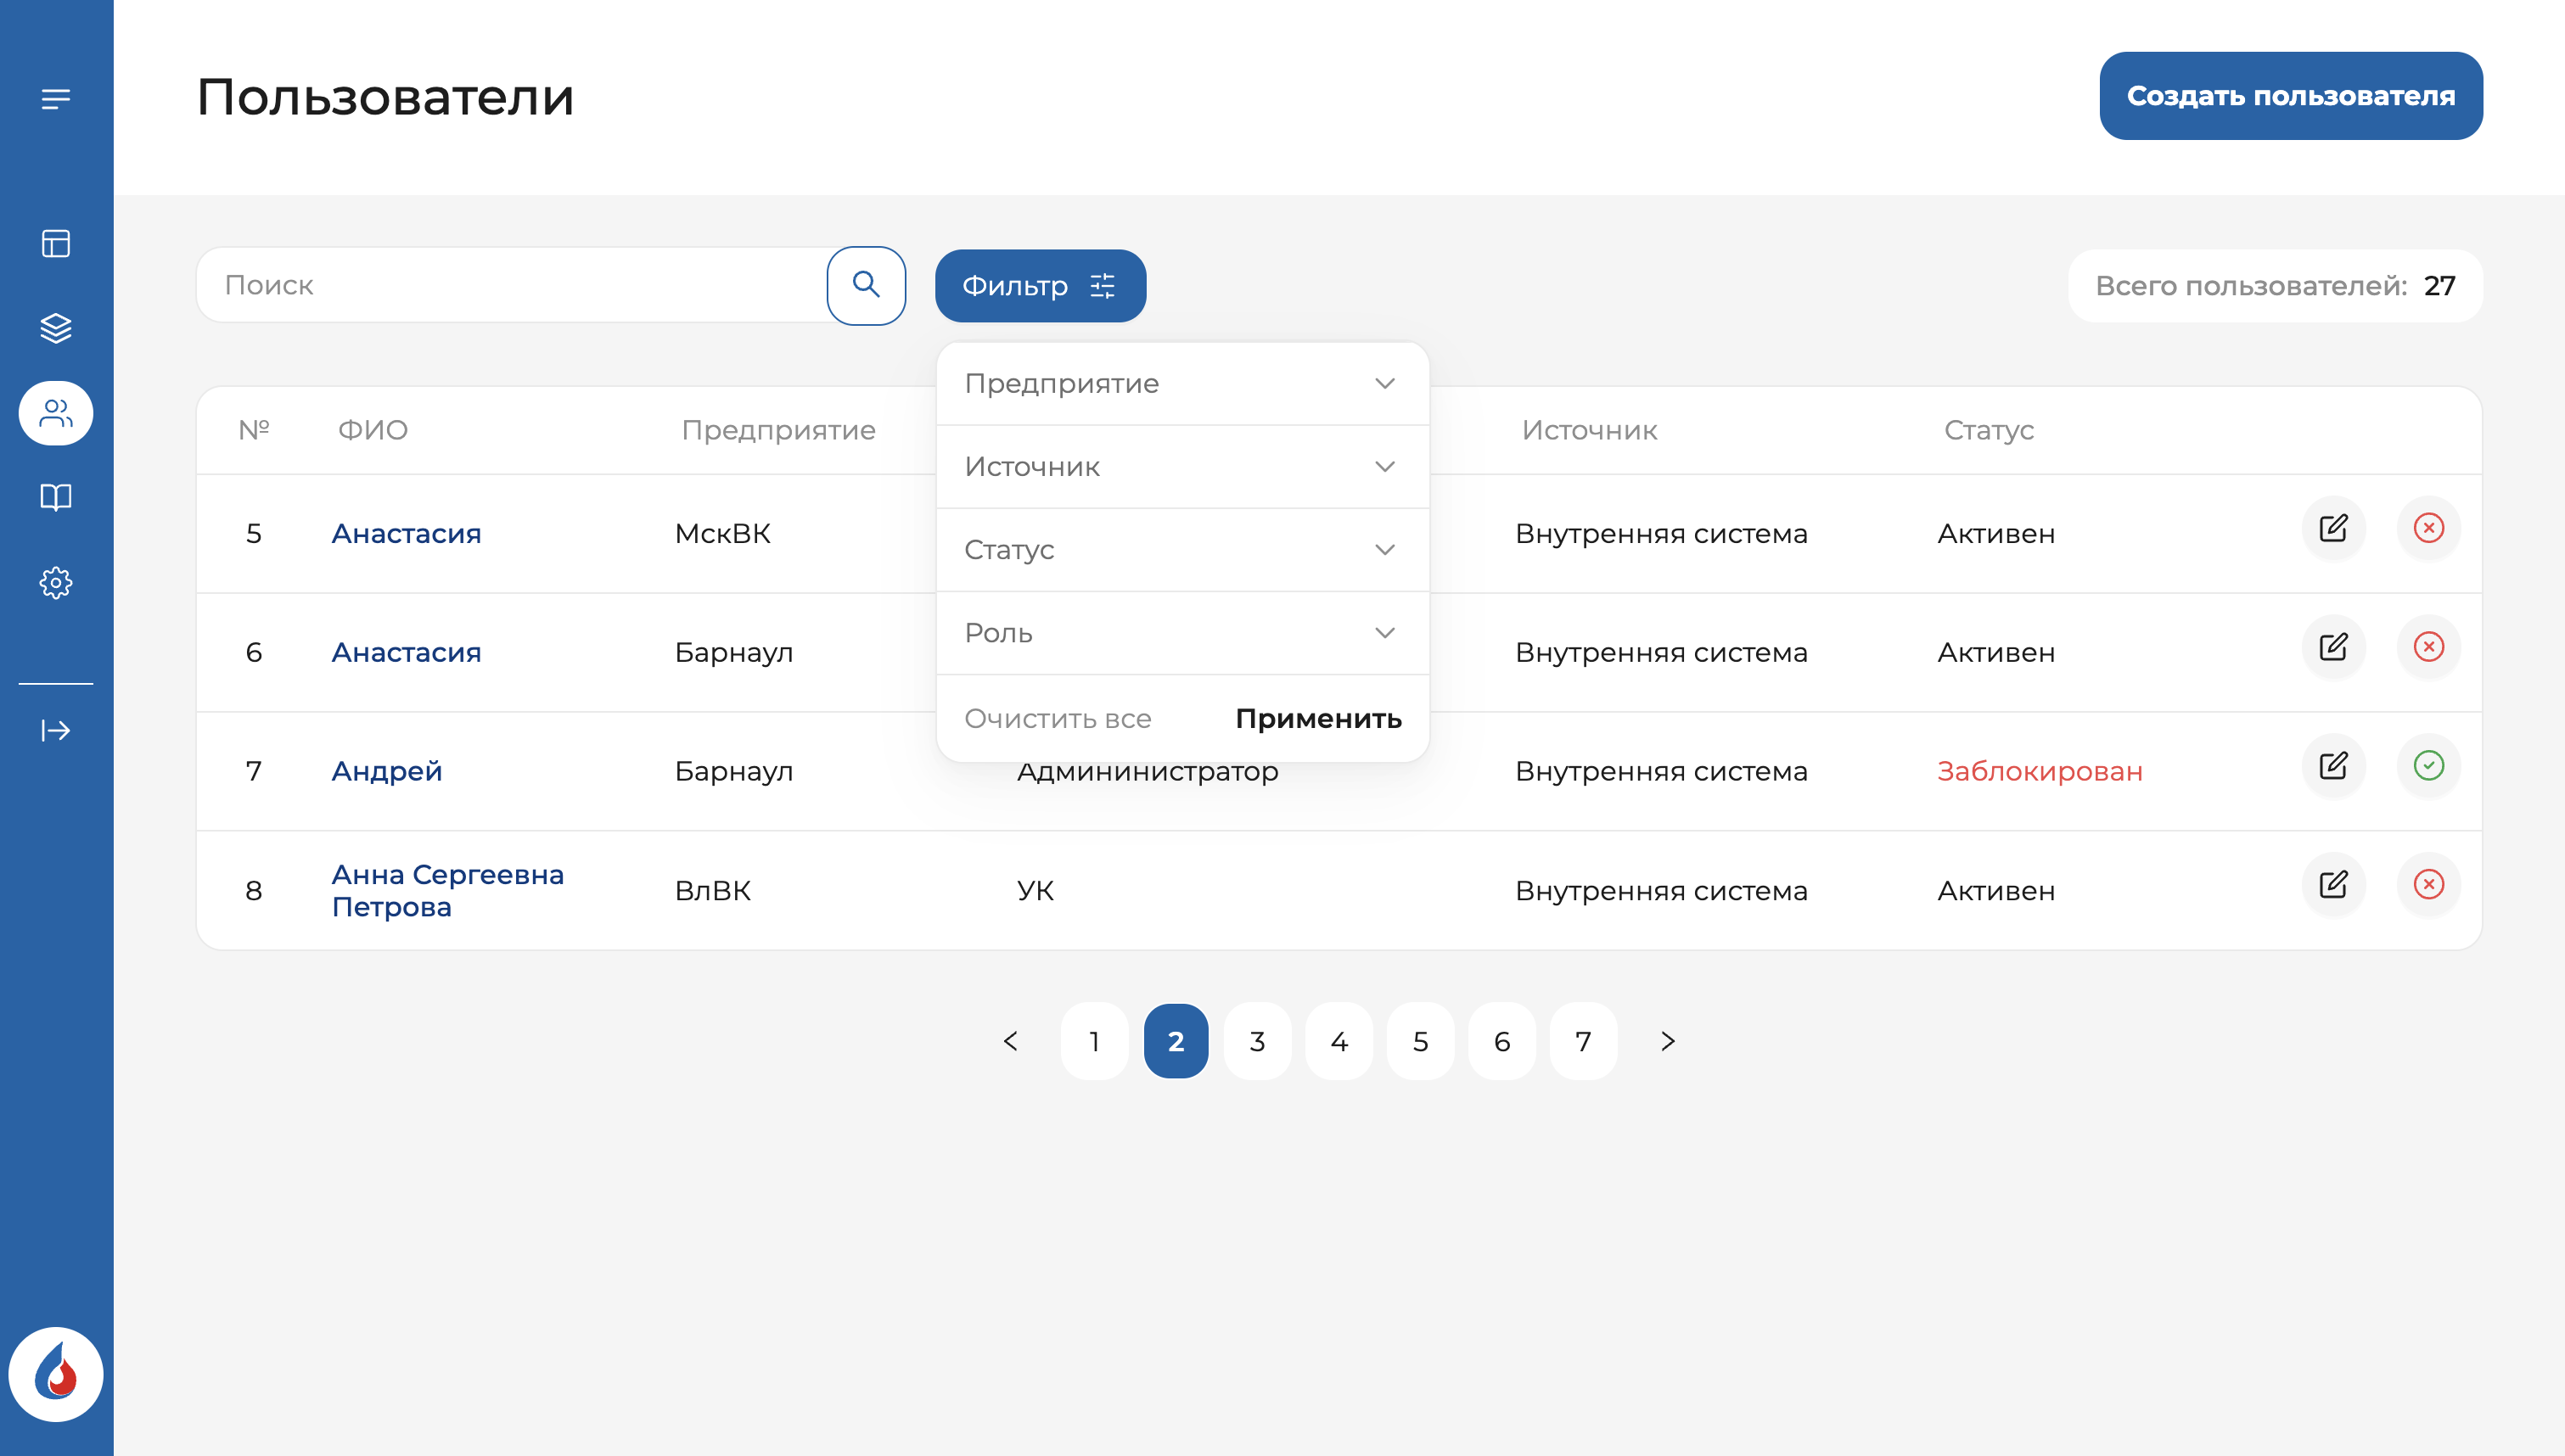 Пользователи
Создать пользователя
Поиск
Фильтр
Всего пользователей: 27
Предприятие
Источник
Статус
Роль
Очистить все Применить
№ ФИО Предприятие Источник Статус
5 Анастасия МскВК Внутренняя система Активен
6 Анастасия Барнаул Внутренняя система Активен
7 Андрей Барнаул Админинистратор Внутренняя система Заблокирован
8 Анна Сергеевна
Петрова ВлВК УК Внутренняя система Активен
< 1 2 3 4 5 6 7 >